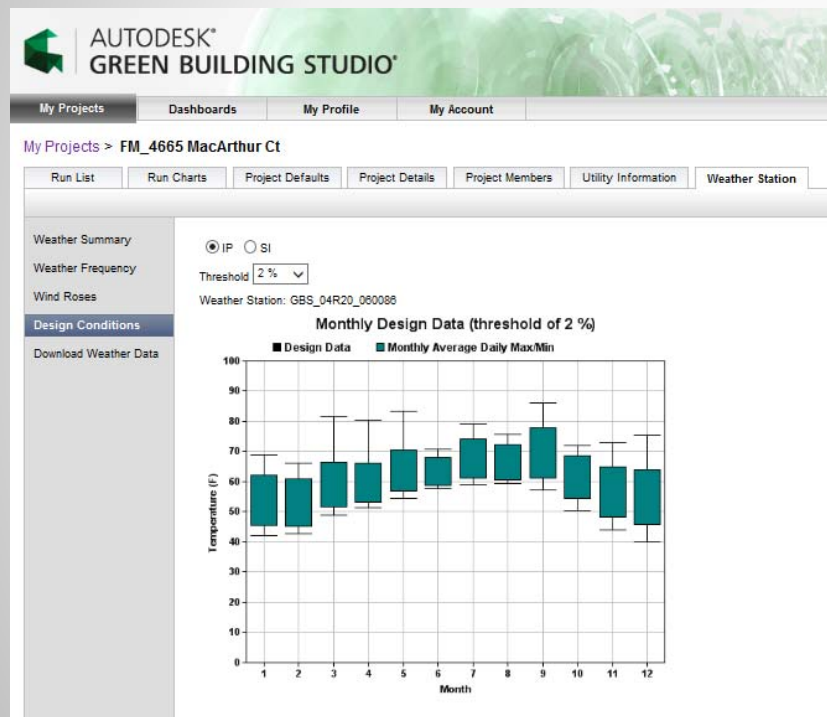 AUTODESK®
GREEN BUILDING STUDIO®
My Projects Dashboards My Profile My Account
My Projects > FM_4665 MacArthur Ct
Run List Run Charts Project Defaults Project Details Project Members Utility Information Weather Station
Weather Summary
Weather Frequency
Wind Roses
Design Conditions
Download Weather Data
IP SI
Threshold 2 %
Weather Station: GBS_04R20_060086
Monthly Design Data (threshold of 2 %)
Design Data Monthly Average Daily Max/Min
Temperature (F)
100
90
80
70
60
50
40
30
20
10
0
1 2 3 4 5 6 7 8 9 10 11 12
Month